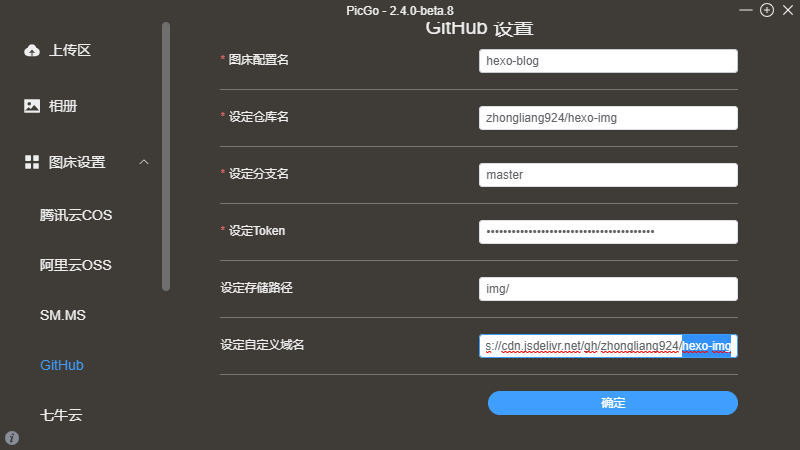 PicGo - 2.4.0-beta.8
上传区
相册
图床设置
腾讯云COS
阿里云OSS
SM.MS
GitHub
七牛云
GitHub 设置
* 图床配置名
hexo-blog
* 设定仓库名
zhongliang924/hexo-img
* 设定分支名
master
* 设定Token
••••••••••••••••••••••••••••••••••••••••
设定存储路径
img/
设定自定义域名
s://cdn.jsdelivr.net/gh/zhongliang924/hexo-img
确定